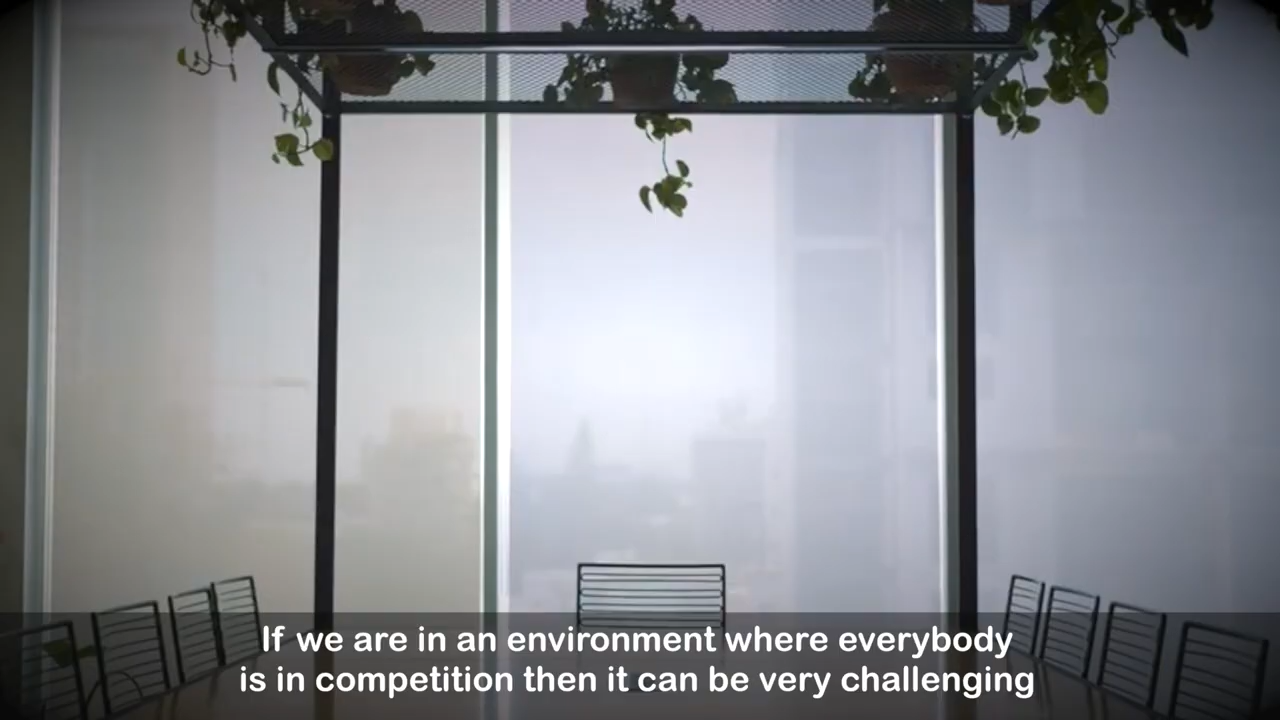 If we are in an environment where everybody
is in competition then it can be very challenging